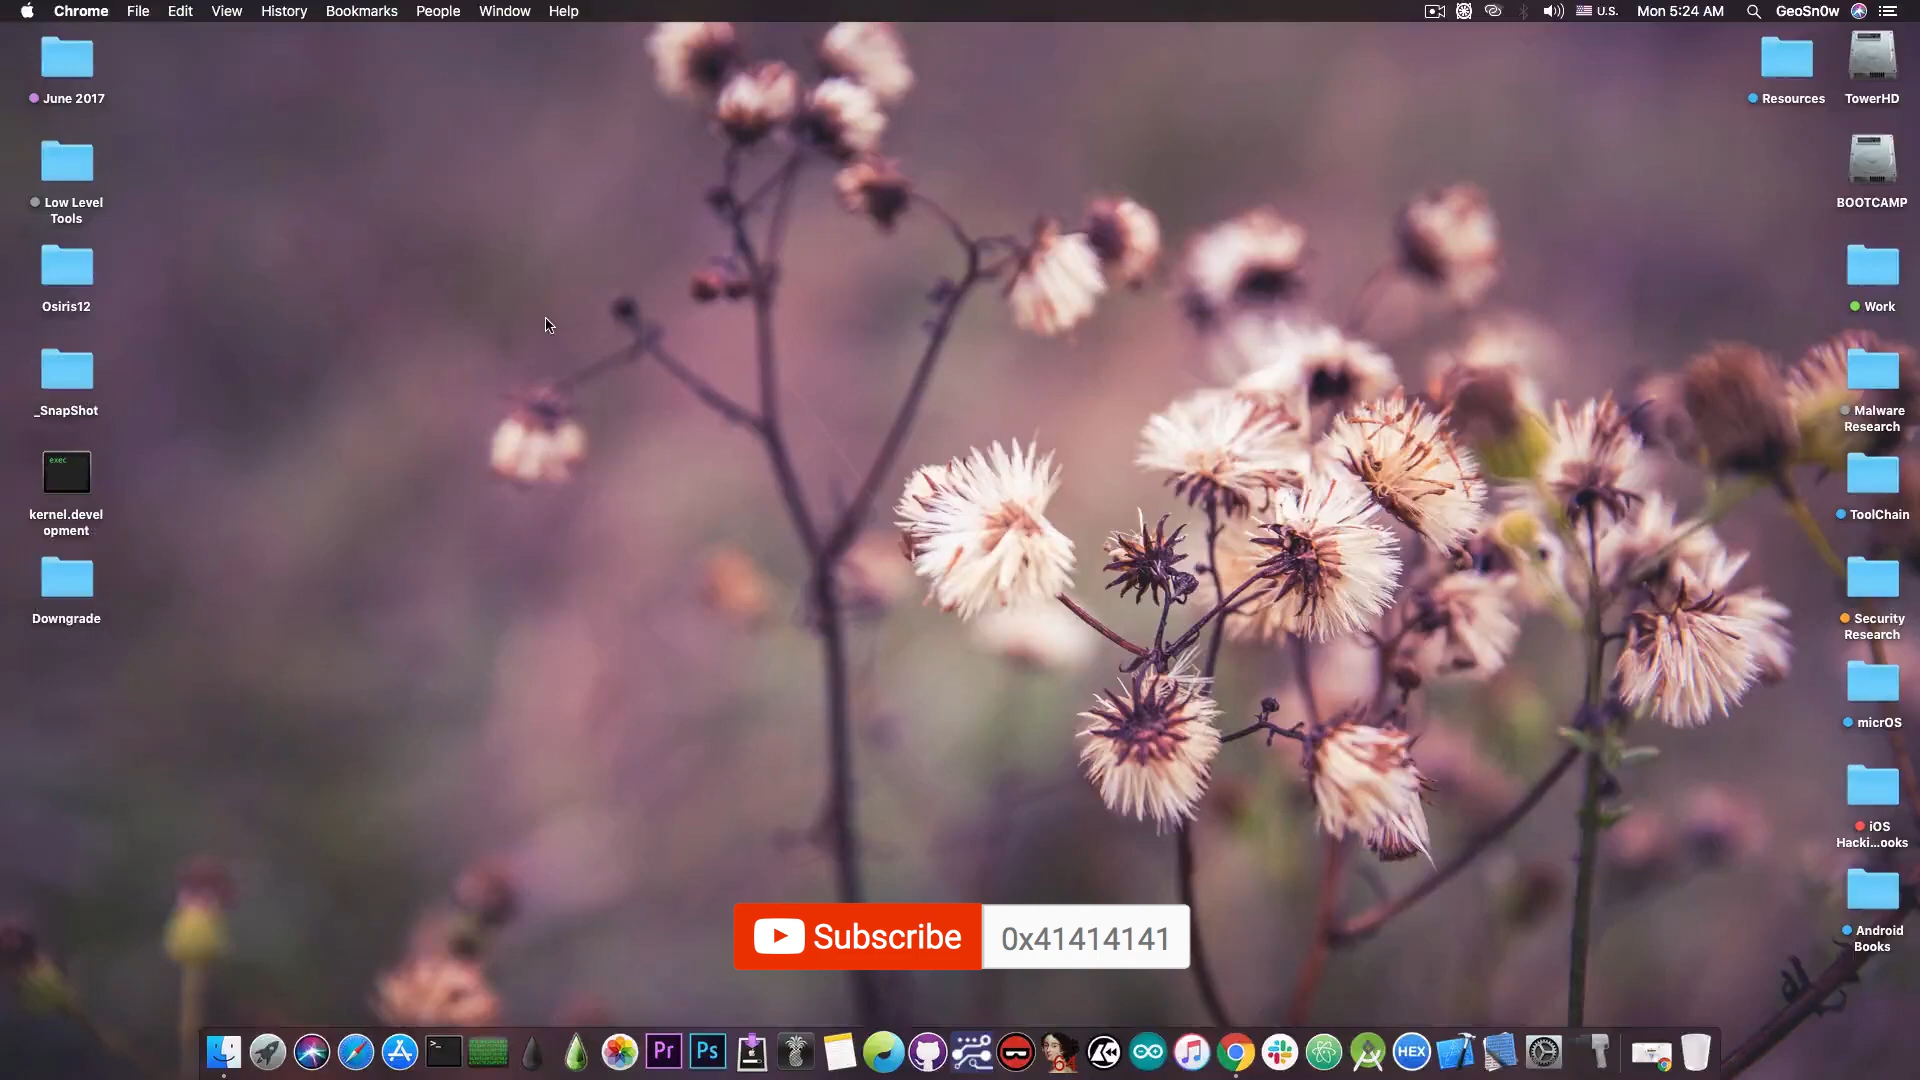 Chrome File Edit View History Bookmarks People Window Help
U.S. Mon 5:24 AM GeoSn0w
June 2017
Low Level
Tools
Osiris12
_SnapShot
exec
kernel.devel
opment
Downgrade
Resources
TowerHD
BOOTCAMP
Work
Malware
Research
ToolChain
Security
Research
micrOS
iOS
Hacki...ooks
Android
Books
Subscribe 0x41414141
>_
Pr
Ps
64
HEX